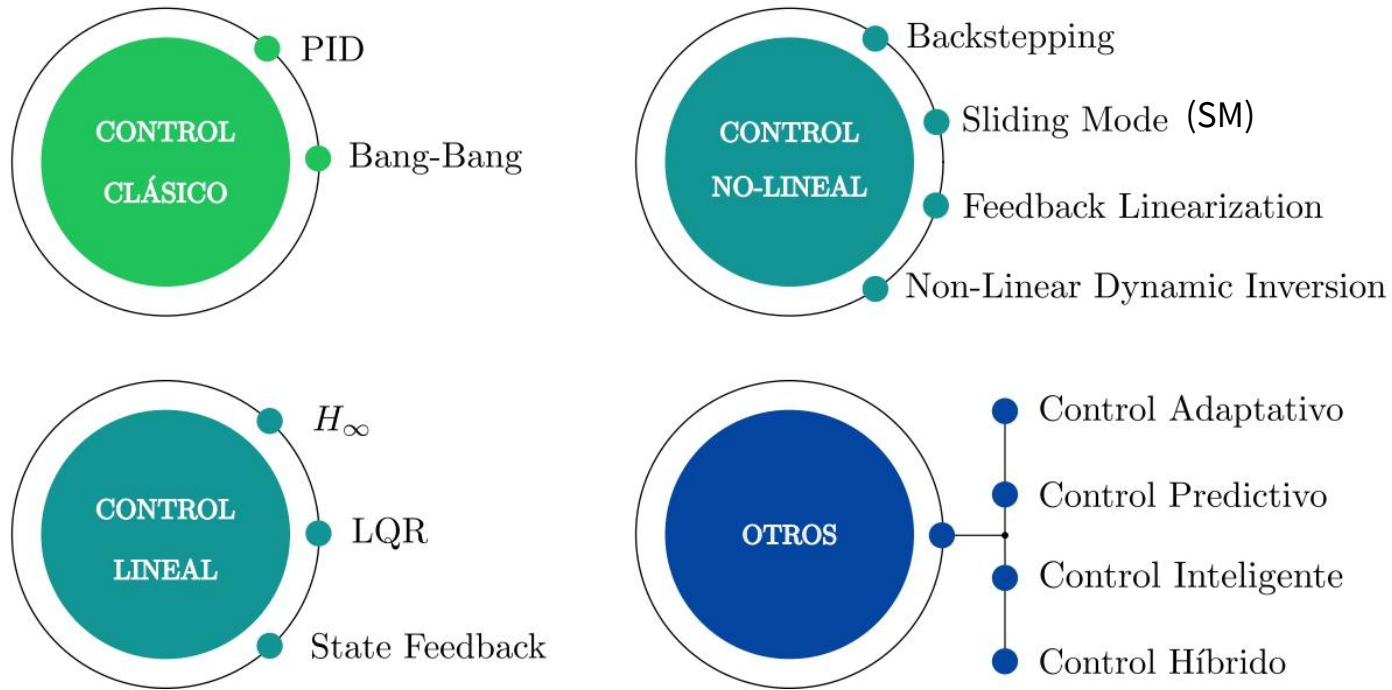 CONTROL
CLÁSICO
PID
Bang-Bang
CONTROL
NO-LINEAL
Backstepping
Sliding Mode (SM)
Feedback Linearization
Non-Linear Dynamic Inversion
CONTROL
LINEAL
H∞
LQR
State Feedback
OTROS
Control Adaptativo
Control Predictivo
Control Inteligente
Control Híbrido